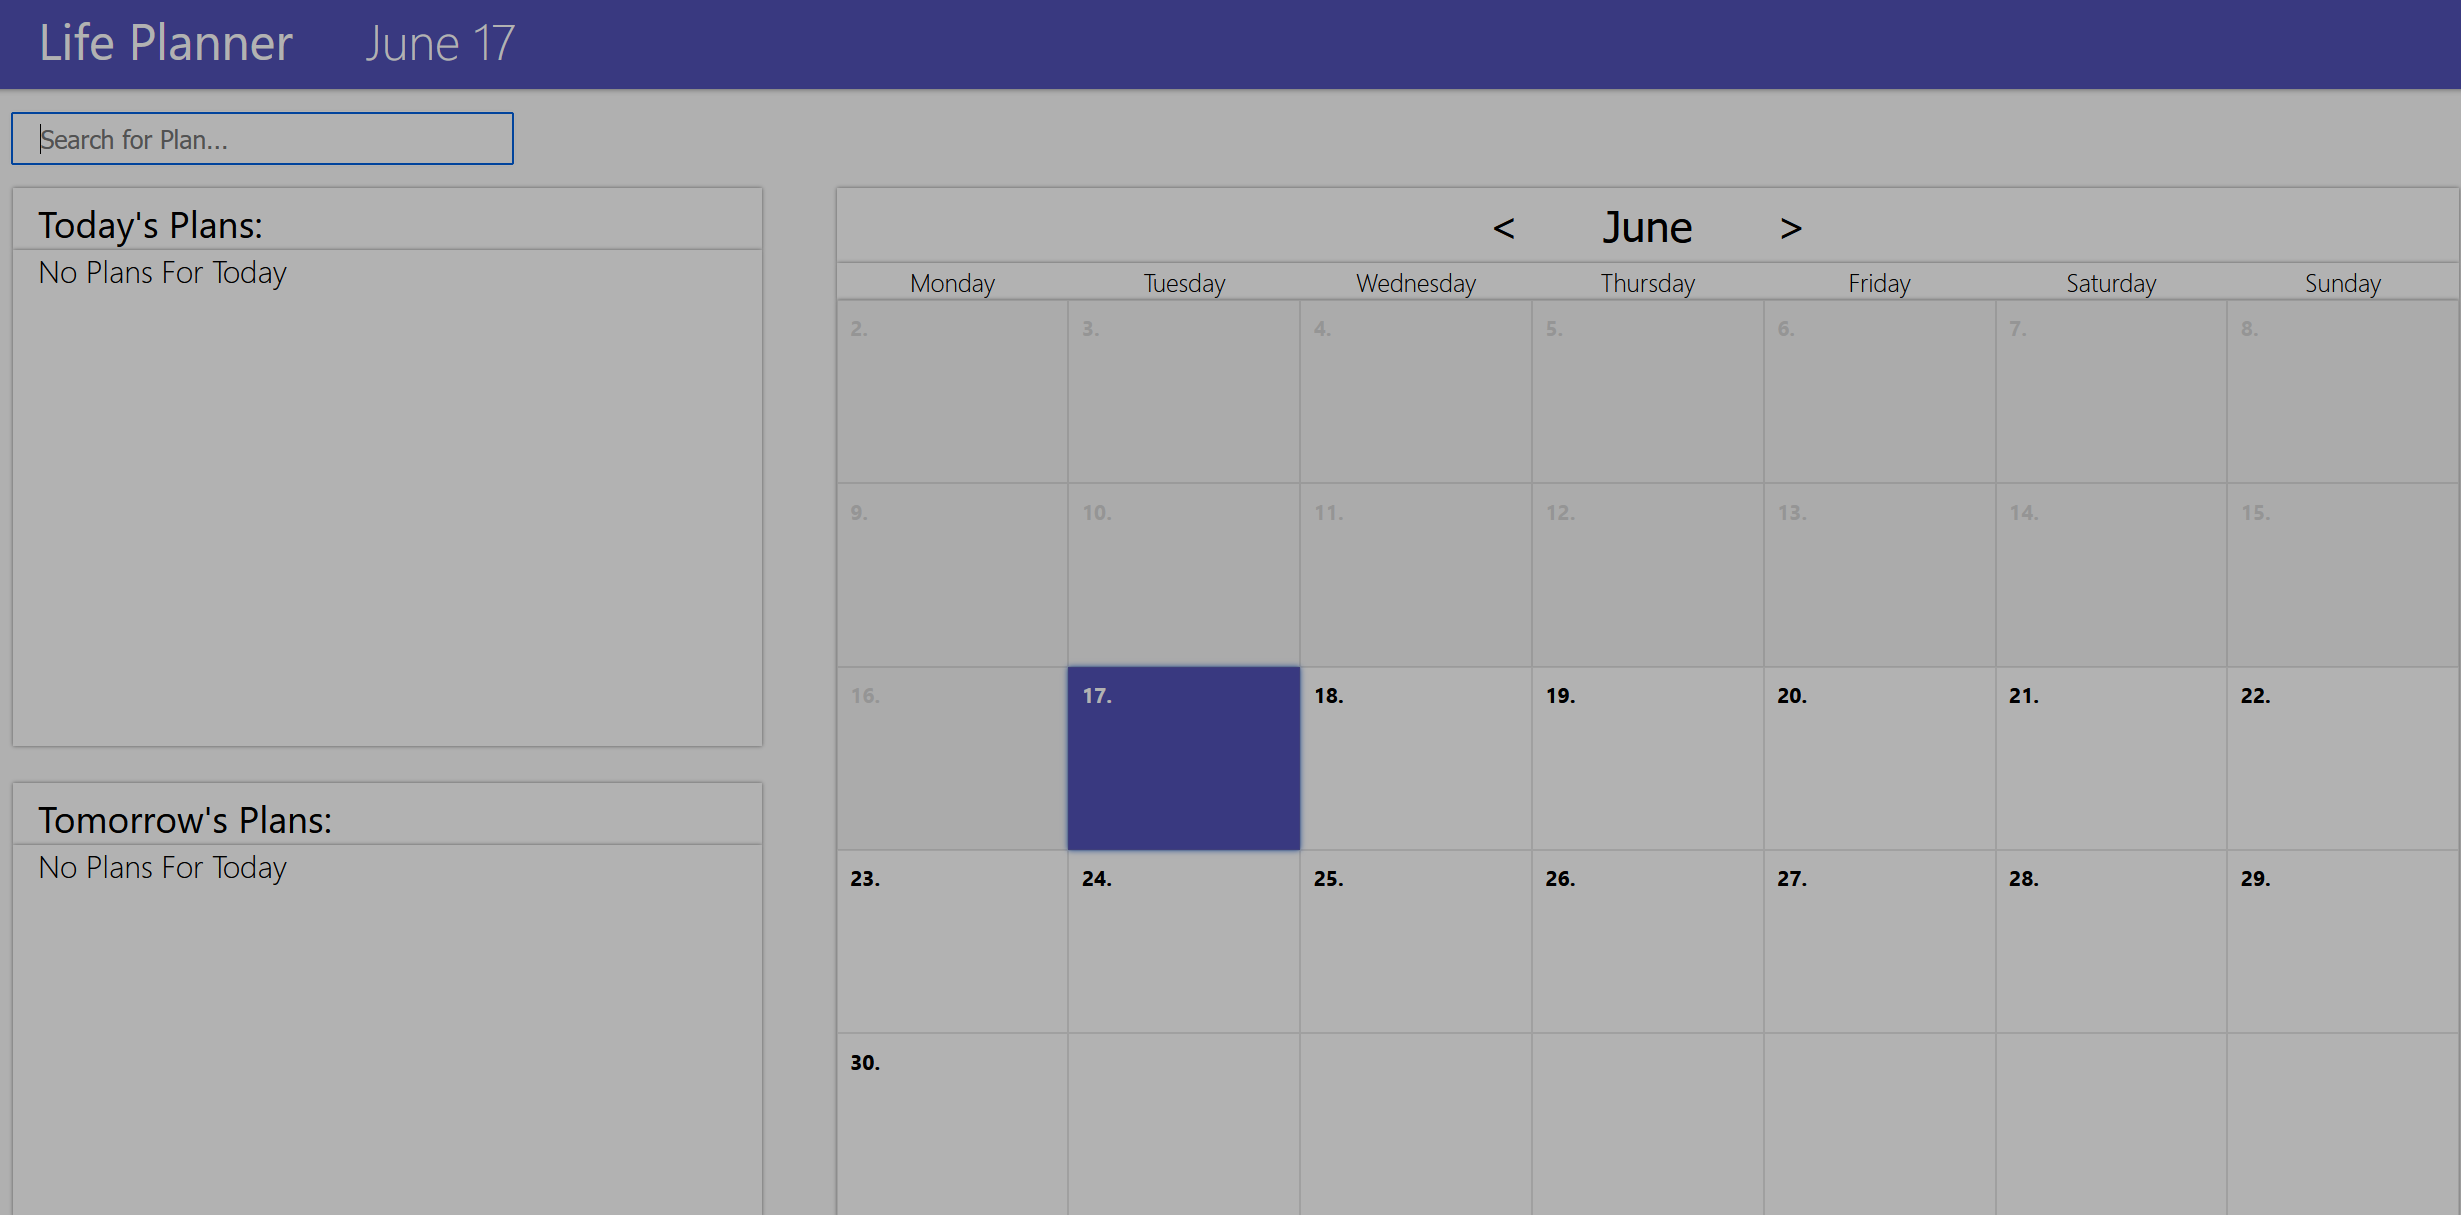 Life Planner June 17
Search for Plan...
Today's Plans:
No Plans For Today
Tomorrow's Plans:
No Plans For Today
< June >
Monday Tuesday Wednesday Thursday Friday Saturday Sunday
2. 3. 4. 5. 6. 7. 8.
9. 10. 11. 12. 13. 14. 15.
16. 17. 18. 19. 20. 21. 22.
23. 24. 25. 26. 27. 28. 29.
30.